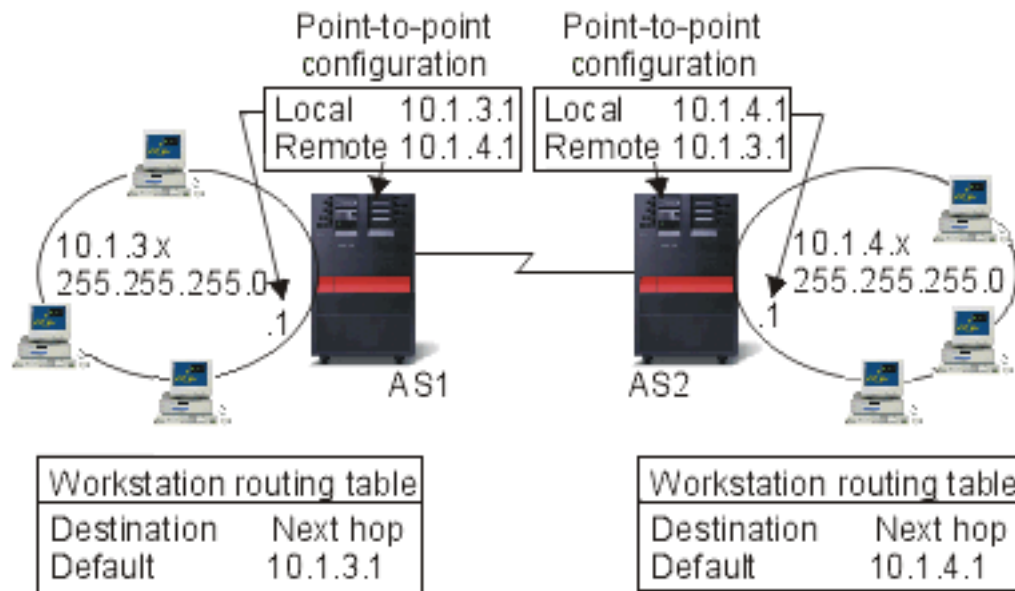 Point-to-point
configuration
Local 10.1.3.1
Remote 10.1.4.1
Point-to-point
configuration
Local 10.1.4.1
Remote 10.1.3.1
10.1.3.x
255.255.255.0
.1
AS1
AS2
10.1.4.x
255.255.255.0
.1
Workstation routing table
Destination Next hop
Default 10.1.3.1
Workstation routing table
Destination Next hop
Default 10.1.4.1